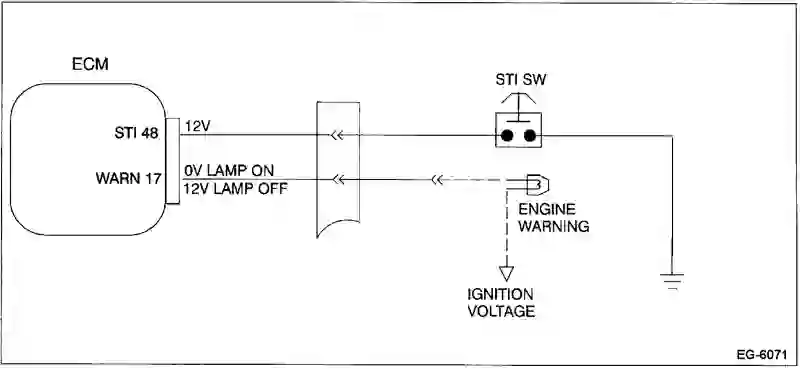 ECM
STI SW
STI 48
12V
WARN 17
0V LAMP ON
12V LAMP OFF
ENGINE
WARNING
IGNITION
VOLTAGE
EG-6071